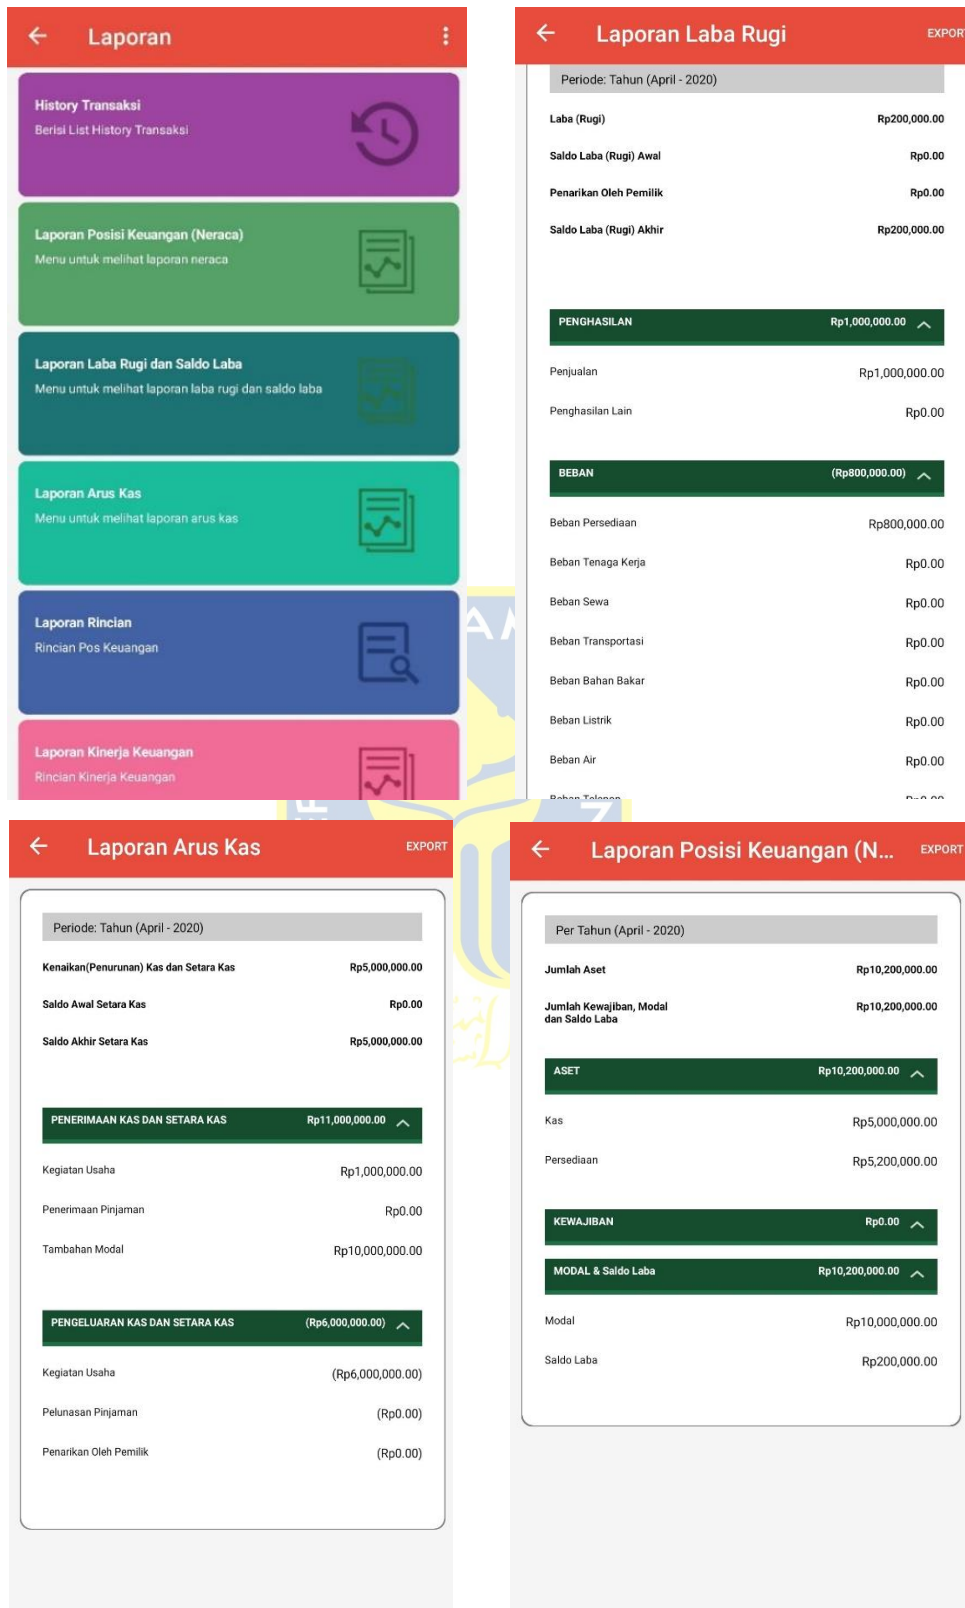 Laporan
History Transaksi
Berisi List History Transaksi
Laporan Posisi Keuangan (Neraca)
Menu untuk melihat laporan neraca
Laporan Laba Rugi dan Saldo Laba
Menu untuk melihat laporan laba rugi dan saldo laba
Laporan Arus Kas
Menu untuk melihat laporan arus kas
Laporan Rincian
Rincian Pos Keuangan
Laporan Kinerja Keuangan
Rincian Kinerja Keuangan
Laporan Laba Rugi EXPOR
Periode: Tahun (April - 2020)
Laba (Rugi) Rp200,000.00
Saldo Laba (Rugi) Awal Rp0.00
Penarikan Oleh Pemilik Rp0.00
Saldo Laba (Rugi) Akhir Rp200,000.00
PENGHASILAN Rp1,000,000.00
Penjualan Rp1,000,000.00
Penghasilan Lain Rp0.00
BEBAN (Rp800,000.00)
Beban Persediaan Rp800,000.00
Beban Tenaga Kerja Rp0.00
Beban Sewa Rp0.00
Beban Transportasi Rp0.00
Beban Bahan Bakar Rp0.00
Beban Listrik Rp0.00
Beban Air Rp0.00
Beban Telepon Rp0.00
Laporan Arus Kas EXPORT
Periode: Tahun (April - 2020)
Kenaikan(Penurunan) Kas dan Setara Kas Rp5,000,000.00
Saldo Awal Setara Kas Rp0.00
Saldo Akhir Setara Kas Rp5,000,000.00
PENERIMAAN KAS DAN SETARA KAS Rp11,000,000.00
Kegiatan Usaha Rp1,000,000.00
Penerimaan Pinjaman Rp0.00
Tambahan Modal Rp10,000,000.00
PENGELUARAN KAS DAN SETARA KAS (Rp6,000,000.00)
Kegiatan Usaha (Rp6,000,000.00)
Pelunasan Pinjaman (Rp0.00)
Penarikan Oleh Pemilik (Rp0.00)
Laporan Posisi Keuangan (N... EXPORT
Per Tahun (April - 2020)
Jumlah Aset Rp10,200,000.00
Jumlah Kewajiban, Modal Rp10,200,000.00
dan Saldo Laba
ASET Rp10,200,000.00
Kas Rp5,000,000.00
Persediaan Rp5,200,000.00
KEWAJIBAN Rp0.00
MODAL & Saldo Laba Rp10,200,000.00
Modal Rp10,000,000.00
Saldo Laba Rp200,000.00